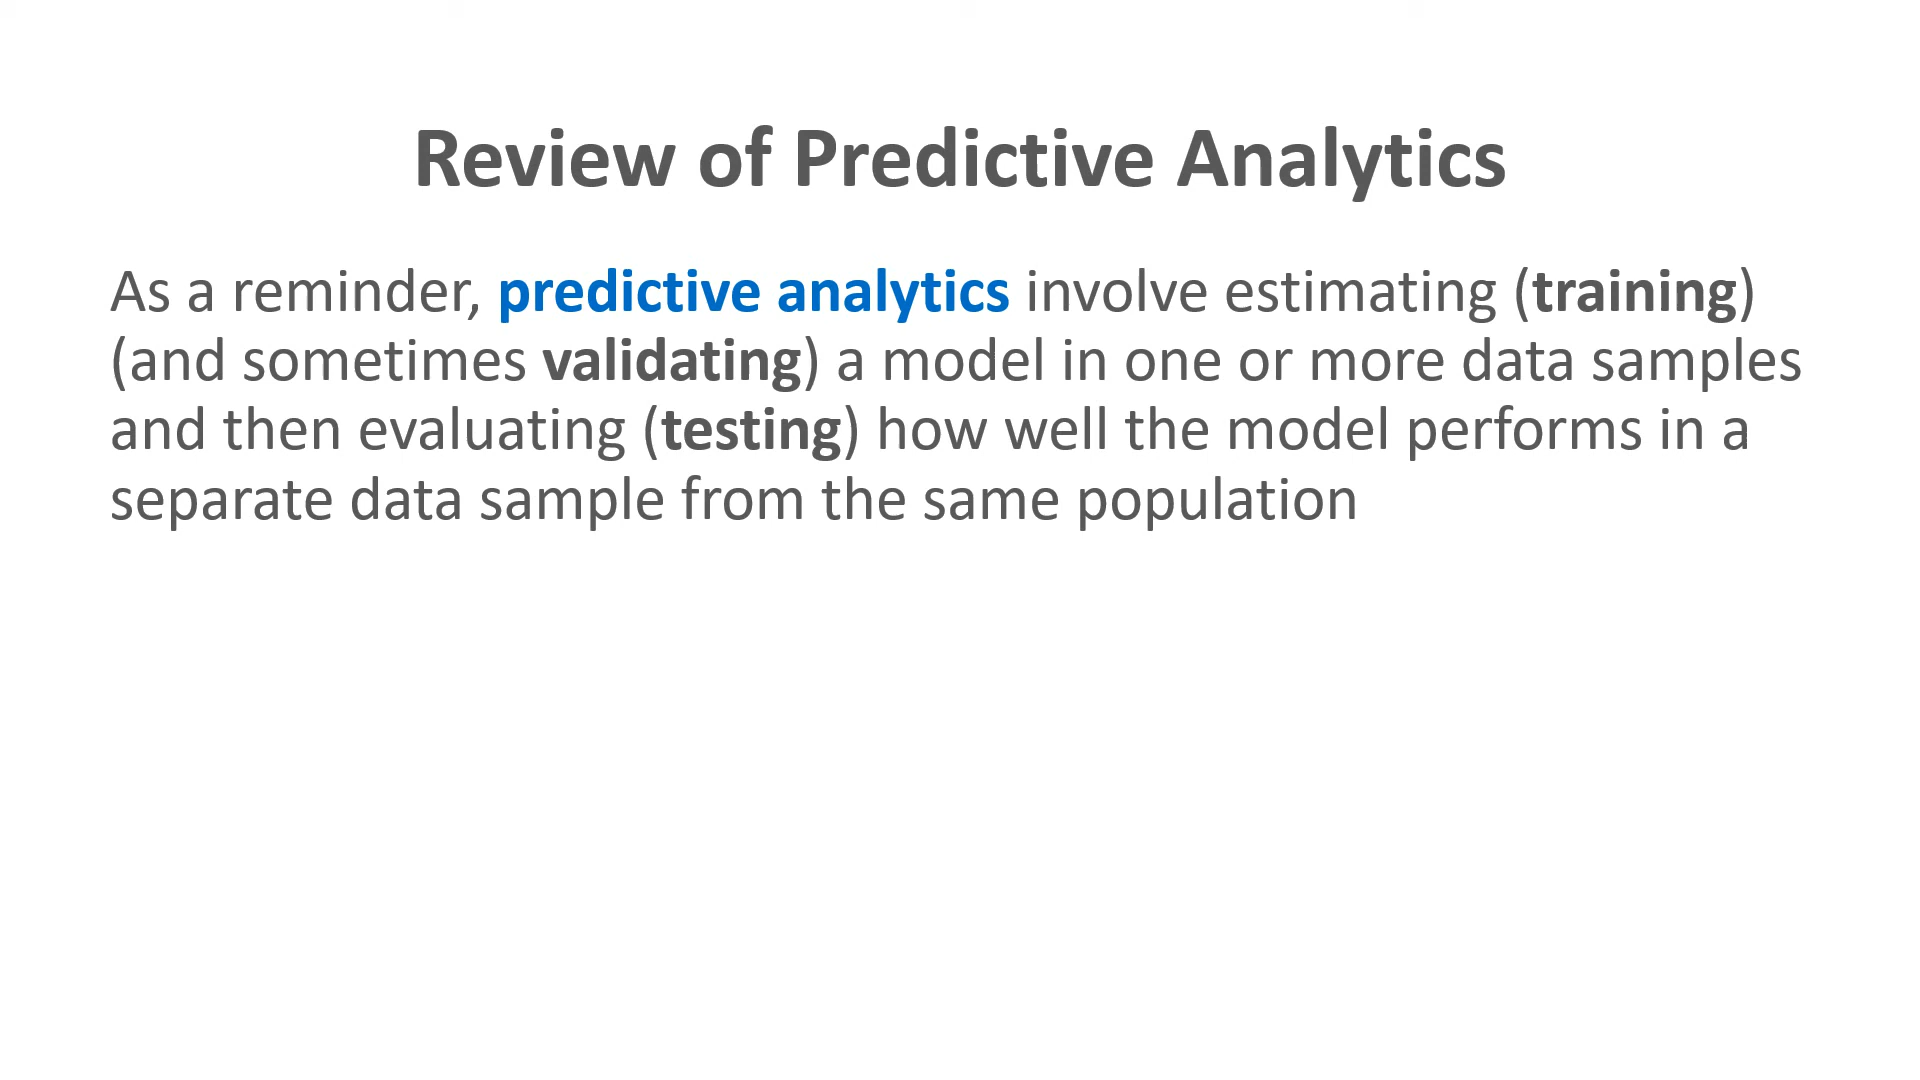 Review of Predictive Analytics
As a reminder, predictive analytics involve estimating (training)
(and sometimes validating) a model in one or more data samples
and then evaluating (testing) how well the model performs in a
separate data sample from the same population